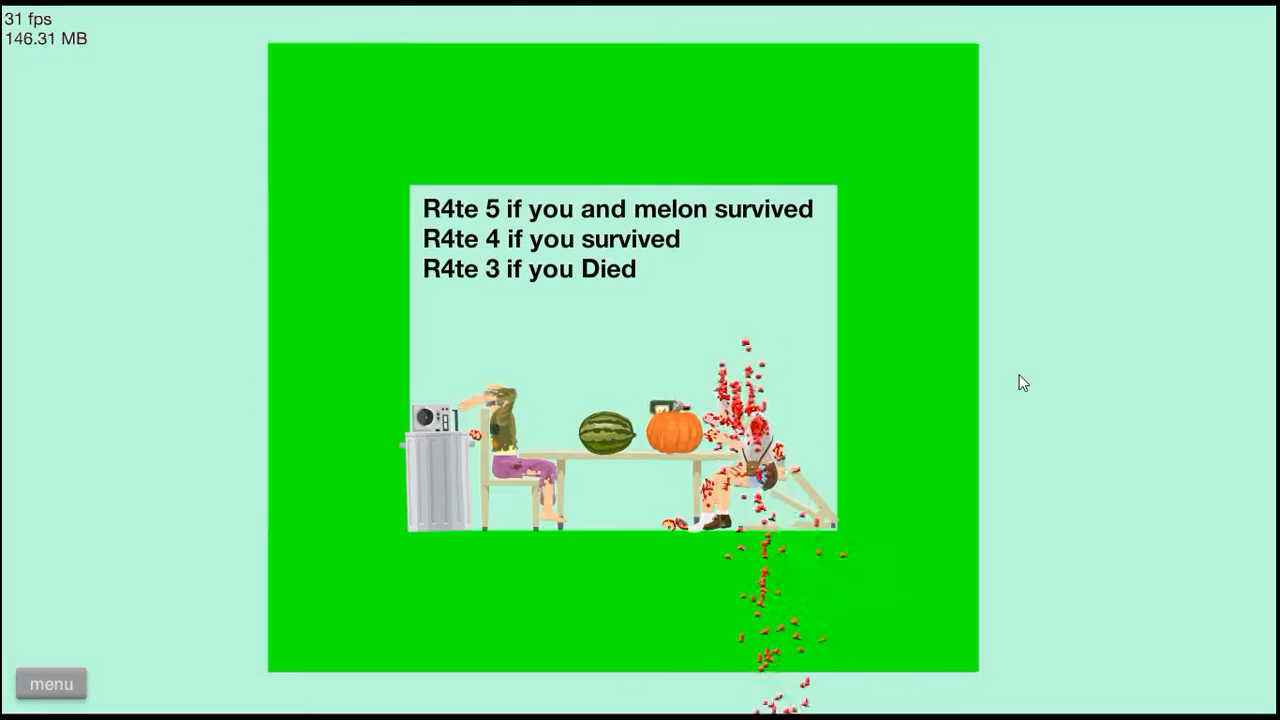 31 fps
146.31 MB
R4te 5 if you and melon survived
R4te 4 if you survived
R4te 3 if you Died
menu